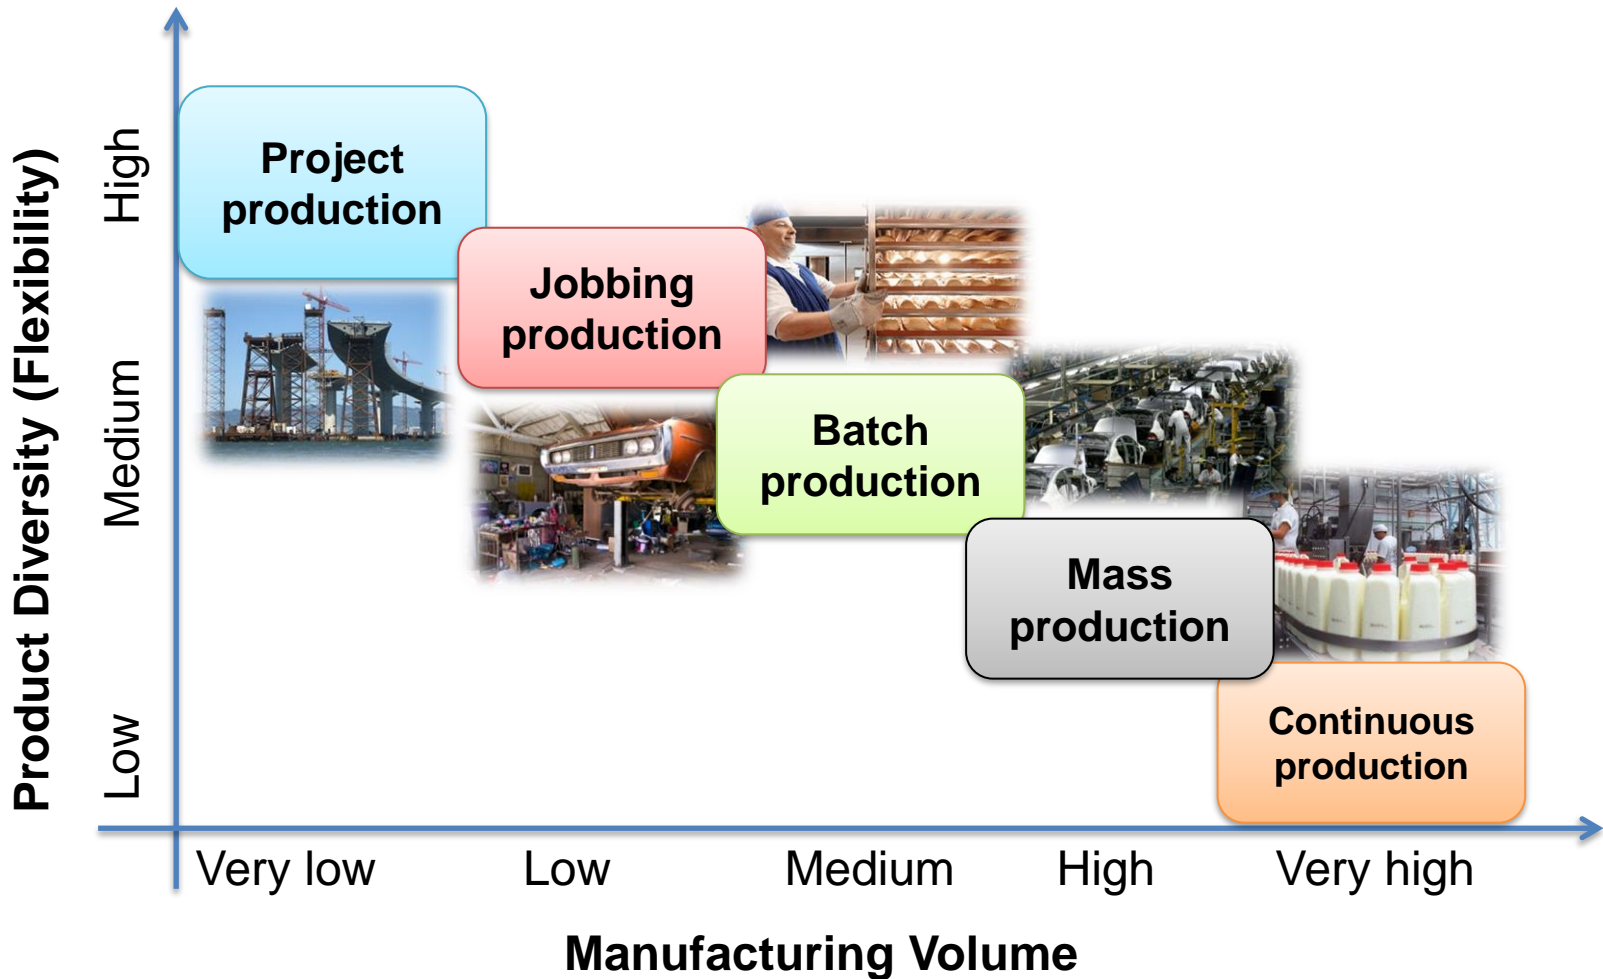 Product Diversity (Flexibility)
High
Medium
Low
Project
production
Jobbing
production
Batch
production
Mass
production
Continuous
production
Very low
Low
Medium
High
Very high
Manufacturing Volume